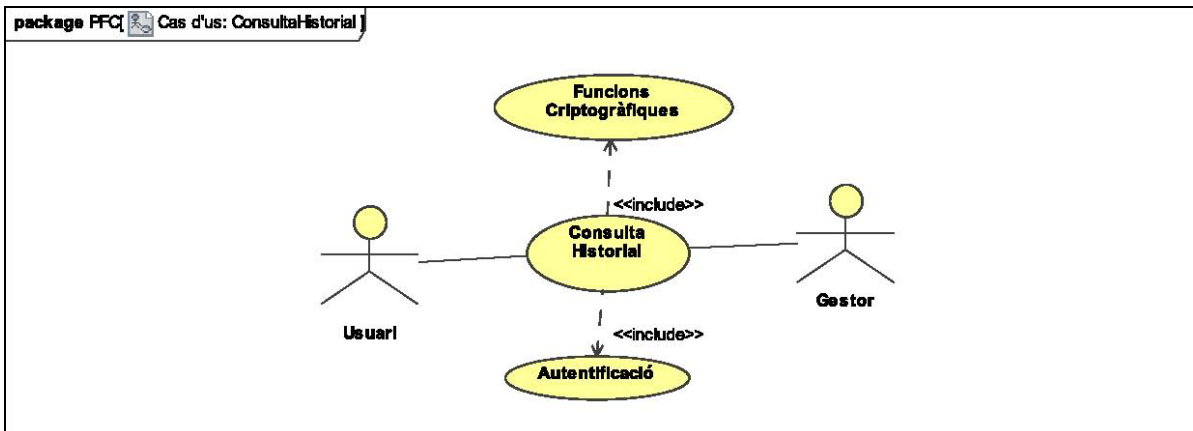 package PFC[ Cas d'us: ConsultaHistorial ]
Funcions
Criptogràfiques
<<include>>
Consulta
Historial
Gestor
Usuari
<<include>>
Autentificació